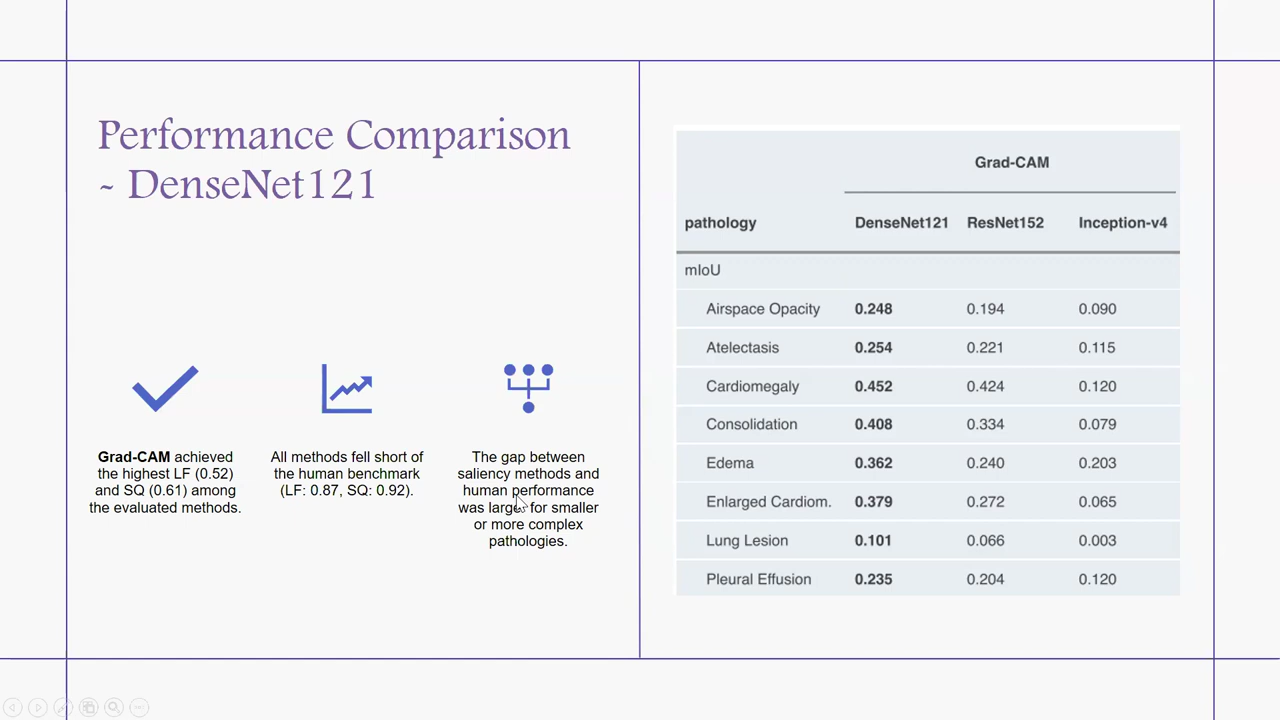 Performance Comparison
~ DenseNet121
Grad-CAM achieved
the highest LF (0.52)
and SQ (0.61) among
the evaluated methods.
All methods fell short of
the human benchmark
(LF: 0.87, SQ: 0.92).
The gap between
saliency methods and
human performance
was larger for smaller
or more complex
pathologies.
Grad-CAM
pathology DenseNet121 ResNet152 Inception-v4
mIoU
Airspace Opacity 0.248 0.194 0.090
Atelectasis 0.254 0.221 0.115
Cardiomegaly 0.452 0.424 0.120
Consolidation 0.408 0.334 0.079
Edema 0.362 0.240 0.203
Enlarged Cardiom. 0.379 0.272 0.065
Lung Lesion 0.101 0.066 0.003
Pleural Effusion 0.235 0.204 0.120